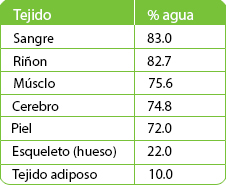 Tejido % agua
Sangre 83.0
Riñon 82.7
Músclo 75.6
Cerebro 74.8
Piel 72.0
Esqueleto (hueso) 22.0
Tejido adiposo 10.0